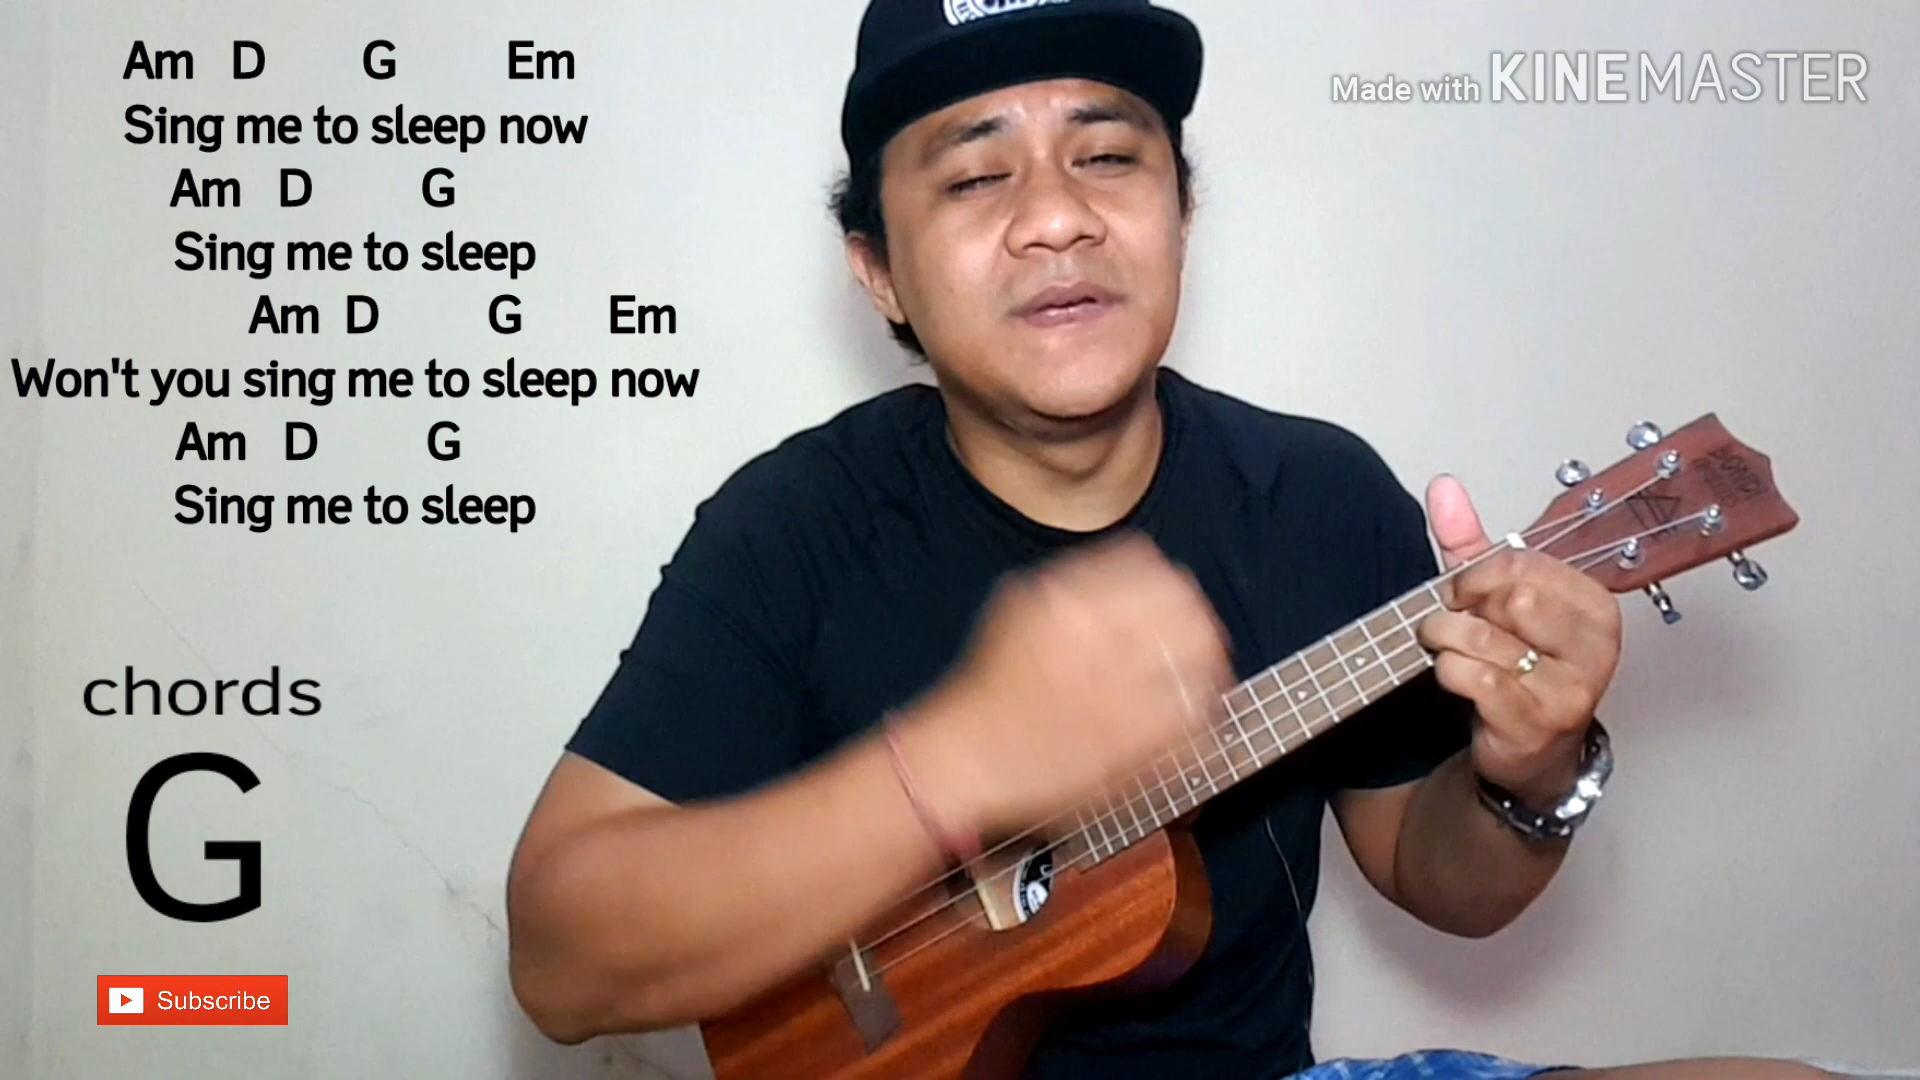 Am D G Em
Sing me to sleep now
Am D G
Sing me to sleep
Am D G Em
Won't you sing me to sleep now
Am D G
Sing me to sleep
chords
G
Subscribe
Made with KINEMASTER